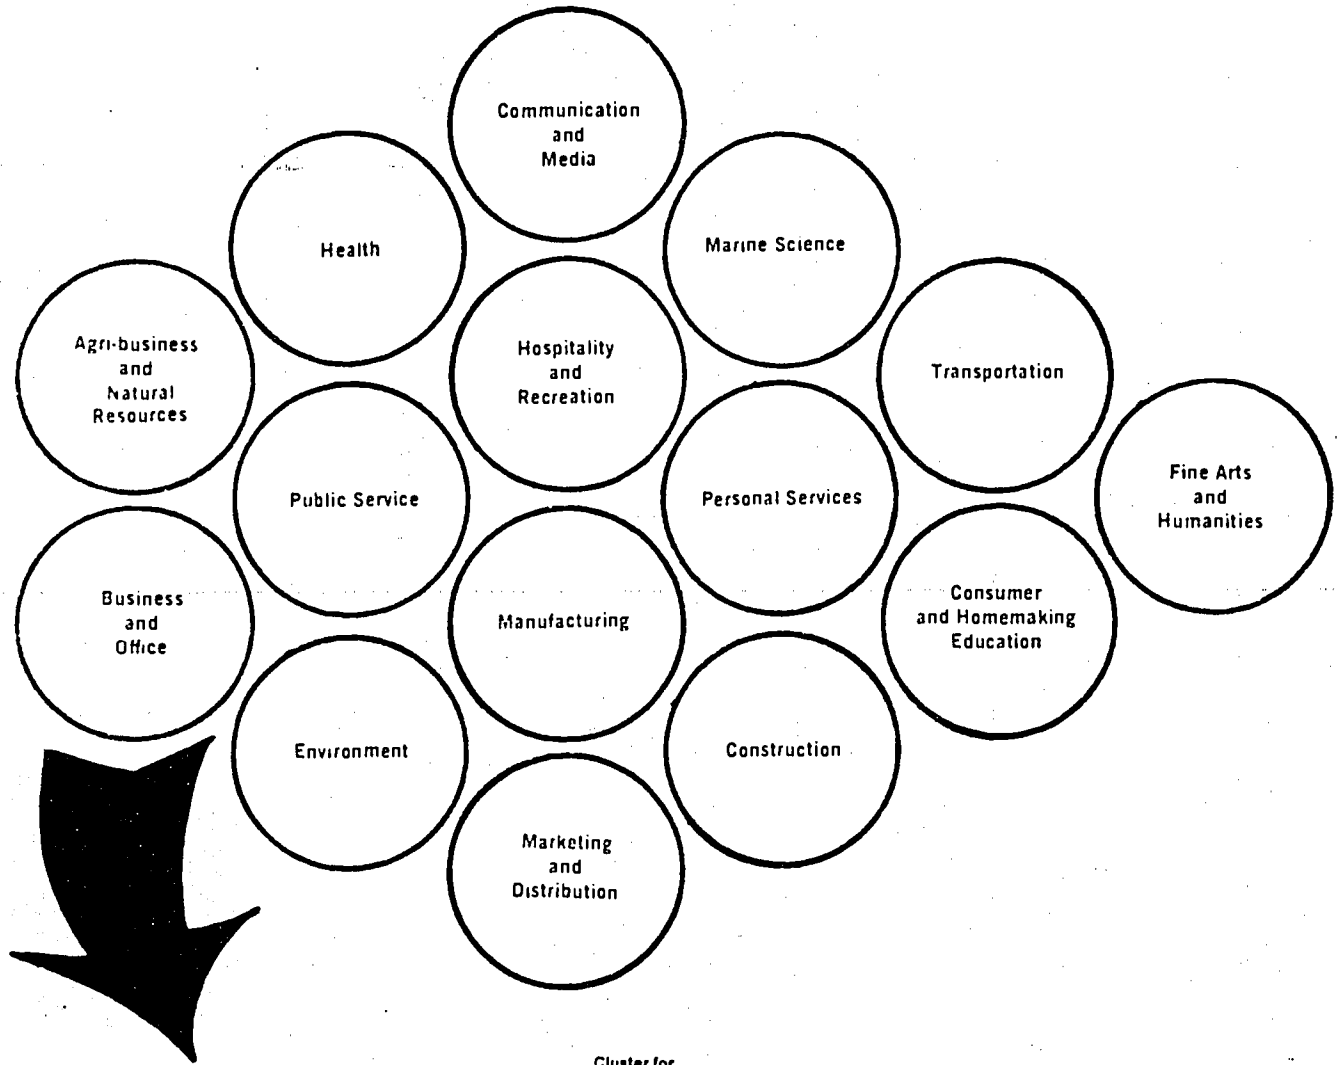 Communication
and
Media
Health
Marine Science
Agri-business
and
Natural
Resources
Hospitality
and
Recreation
Transportation
Public Service
Personal Services
Fine Arts
and
Humanities
Business
and
Office
Manufacturing
Consumer
and Homemaking
Education
Environment
Construction
Marketing
and
Distribution
Cluster for